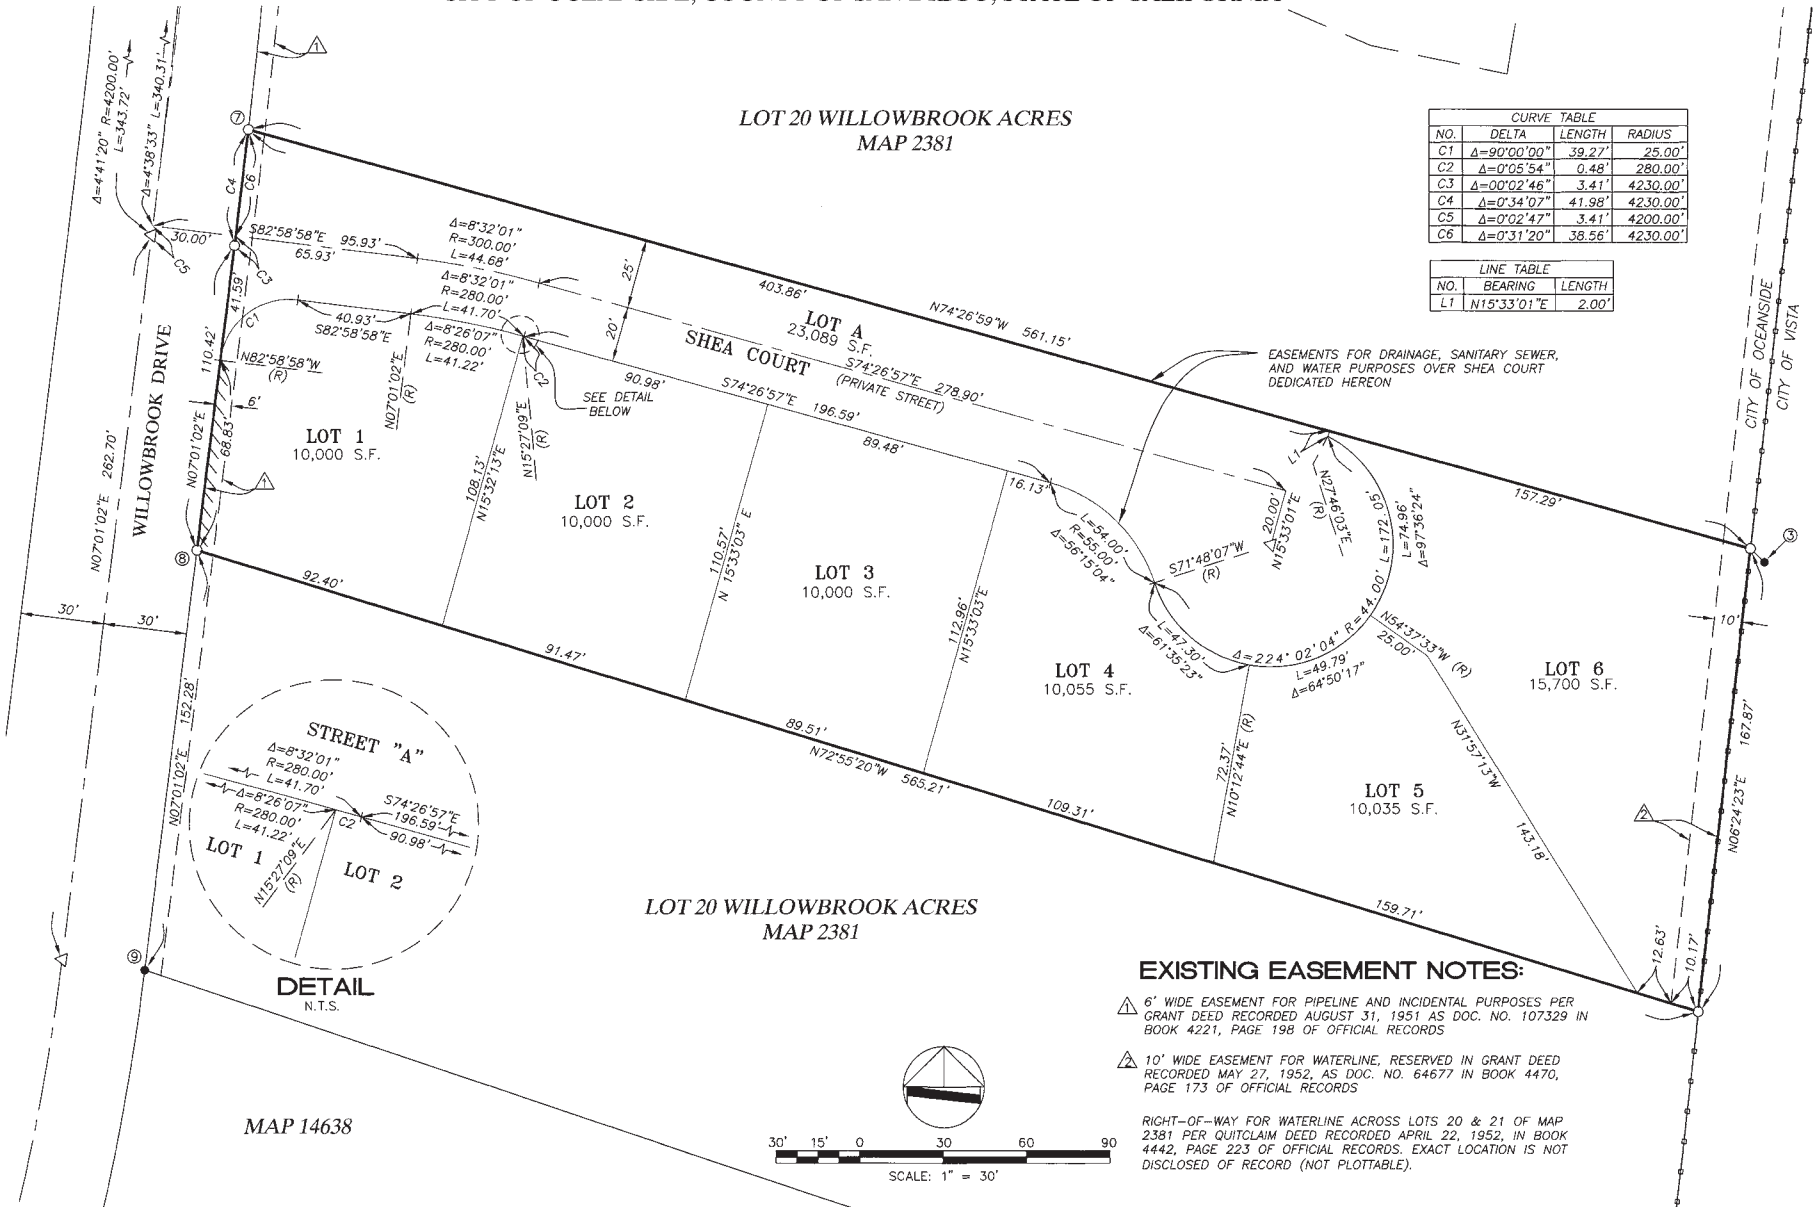 LOT 20 WILLOWBROOK ACRES
MAP 2381
CURVE TABLE
NO. DELTA LENGTH RADIUS
C1 Δ=90°00'00" 39.27' 25.00'
C2 Δ=0°05'54" 0.48' 280.00'
C3 Δ=00°02'46" 3.41' 4230.00'
C4 Δ=0°34'07" 41.98' 4230.00'
C5 Δ=0°02'47" 3.41' 4200.00'
C6 Δ=0°31'20" 38.56' 4230.00'
LINE TABLE
NO. BEARING LENGTH
L1 N15°33'01"E 2.00'
Δ=4°41'20" R=4200.00'
L=343.72'
Δ=4°38'33" L=340.31'
1
7
C4
C6
30.00'
C5
C3
S82°58'58"E 95.93'
65.93'
Δ=8°32'01"
R=300.00'
L=44.68'
Δ=8°32'01"
R=280.00'
L=41.70'
Δ=8°26'07"
R=280.00'
L=41.22'
41.59'
C1
40.93'
S82°58'58"E
110.42'
N82°58'58"W
(R)
N07°01'02"E
(R)
6'
68.83'
N07°01'02"E
1
WILLOWBROOK DRIVE
N07°01'02"E 262.70'
8
30'
30'
25'
20'
403.86'
N74°26'59"W 561.15'
LOT A
23,089 S.F.
SHEA COURT
(PRIVATE STREET)
S74°26'57"E 278.90'
EASEMENTS FOR DRAINAGE, SANITARY SEWER,
AND WATER PURPOSES OVER SHEA COURT
DEDICATED HEREON
CITY OF OCEANSIDE
CITY OF VISTA
C2
SEE DETAIL
BELOW
90.98'
S74°26'57"E 196.59'
89.48'
16.13'
N15°27'09"E
(R)
LOT 1
10,000 S.F.
108.13'
N15°32'13"E
LOT 2
10,000 S.F.
110.57'
N 15°33'03" E
LOT 3
10,000 S.F.
112.96'
N15°33'03"E
L=54.00'
R=55.00'
Δ=56°15'04"
S71°48'07"W
(R)
20.00'
N15°33'01"E
L1
N27°46'03"E
(R)
L=172.05'
L=74.96'
Δ=97°36'24"
R=44.00'
Δ=224°02'04"
157.29'
3
10'
L=47.30'
Δ=61°35'23"
L=49.79'
Δ=64°50'17"
N54°37'33"W (R)
25.00'
LOT 4
10,055 S.F.
LOT 6
15,700 S.F.
72.37'
N10°12'44"E (R)
LOT 5
10,035 S.F.
N31°57'13"W
143.18'
167.87'
N06°24'23"E
2
92.40'
91.47'
89.51'
N72°55'20"W 565.21'
109.31'
159.71'
12.63'
10.17'
152.28'
N07°01'02"E
9
STREET "A"
Δ=8°32'01"
R=280.00'
L=41.70'
Δ=8°26'07"
R=280.00'
L=41.22'
C2
S74°26'57"E
196.59'
90.98'
LOT 1
LOT 2
N15°27'09"E
(R)
DETAIL
N.T.S.
LOT 20 WILLOWBROOK ACRES
MAP 2381
MAP 14638
EXISTING EASEMENT NOTES:
1 6' WIDE EASEMENT FOR PIPELINE AND INCIDENTAL PURPOSES PER
GRANT DEED RECORDED AUGUST 31, 1951 AS DOC. NO. 107329 IN
BOOK 4221, PAGE 198 OF OFFICIAL RECORDS
2 10' WIDE EASEMENT FOR WATERLINE, RESERVED IN GRANT DEED
RECORDED MAY 27, 1952, AS DOC. NO. 64677 IN BOOK 4470,
PAGE 173 OF OFFICIAL RECORDS
RIGHT-OF-WAY FOR WATERLINE ACROSS LOTS 20 & 21 OF MAP
2381 PER QUITCLAIM DEED RECORDED APRIL 22, 1952, IN BOOK
4442, PAGE 223 OF OFFICIAL RECORDS. EXACT LOCATION IS NOT
DISCLOSED OF RECORD (NOT PLOTTABLE).
30' 15' 0 30 60 90
SCALE: 1" = 30'